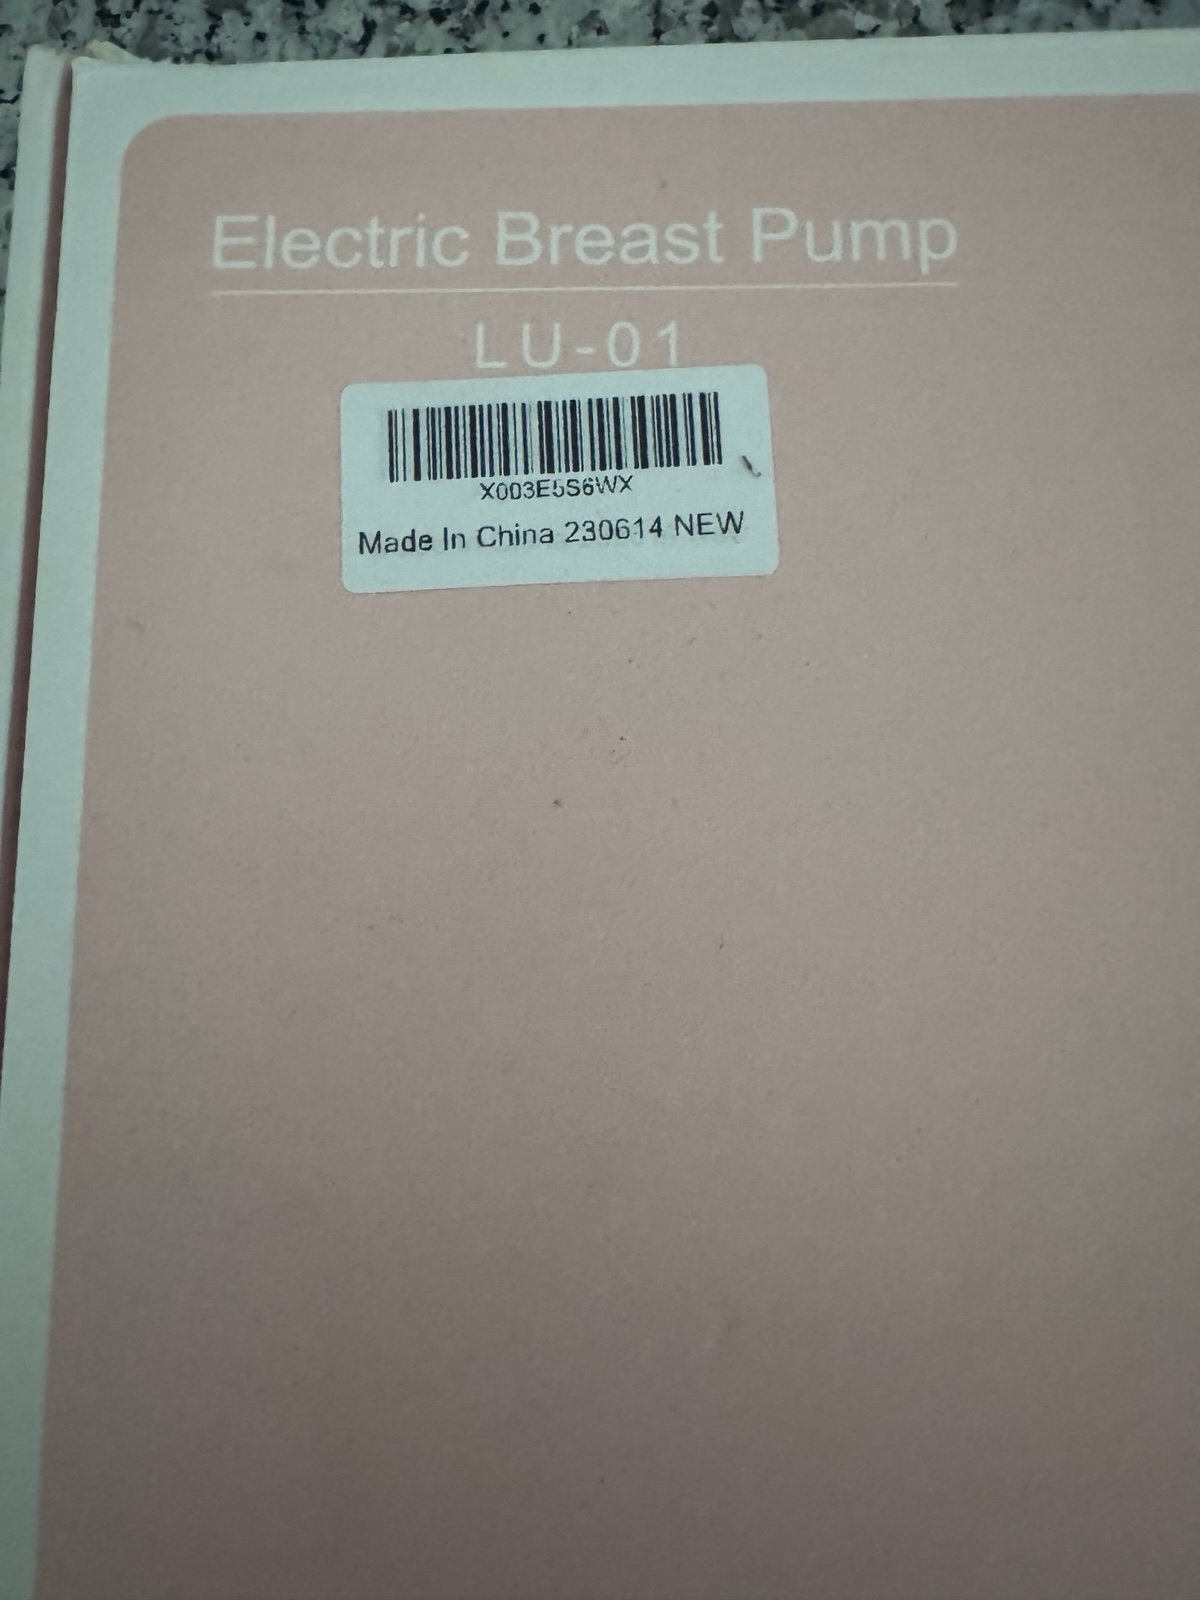 Electric Breast Pump
LU-01
X003E5S6WX
Made In China 230614 NEW